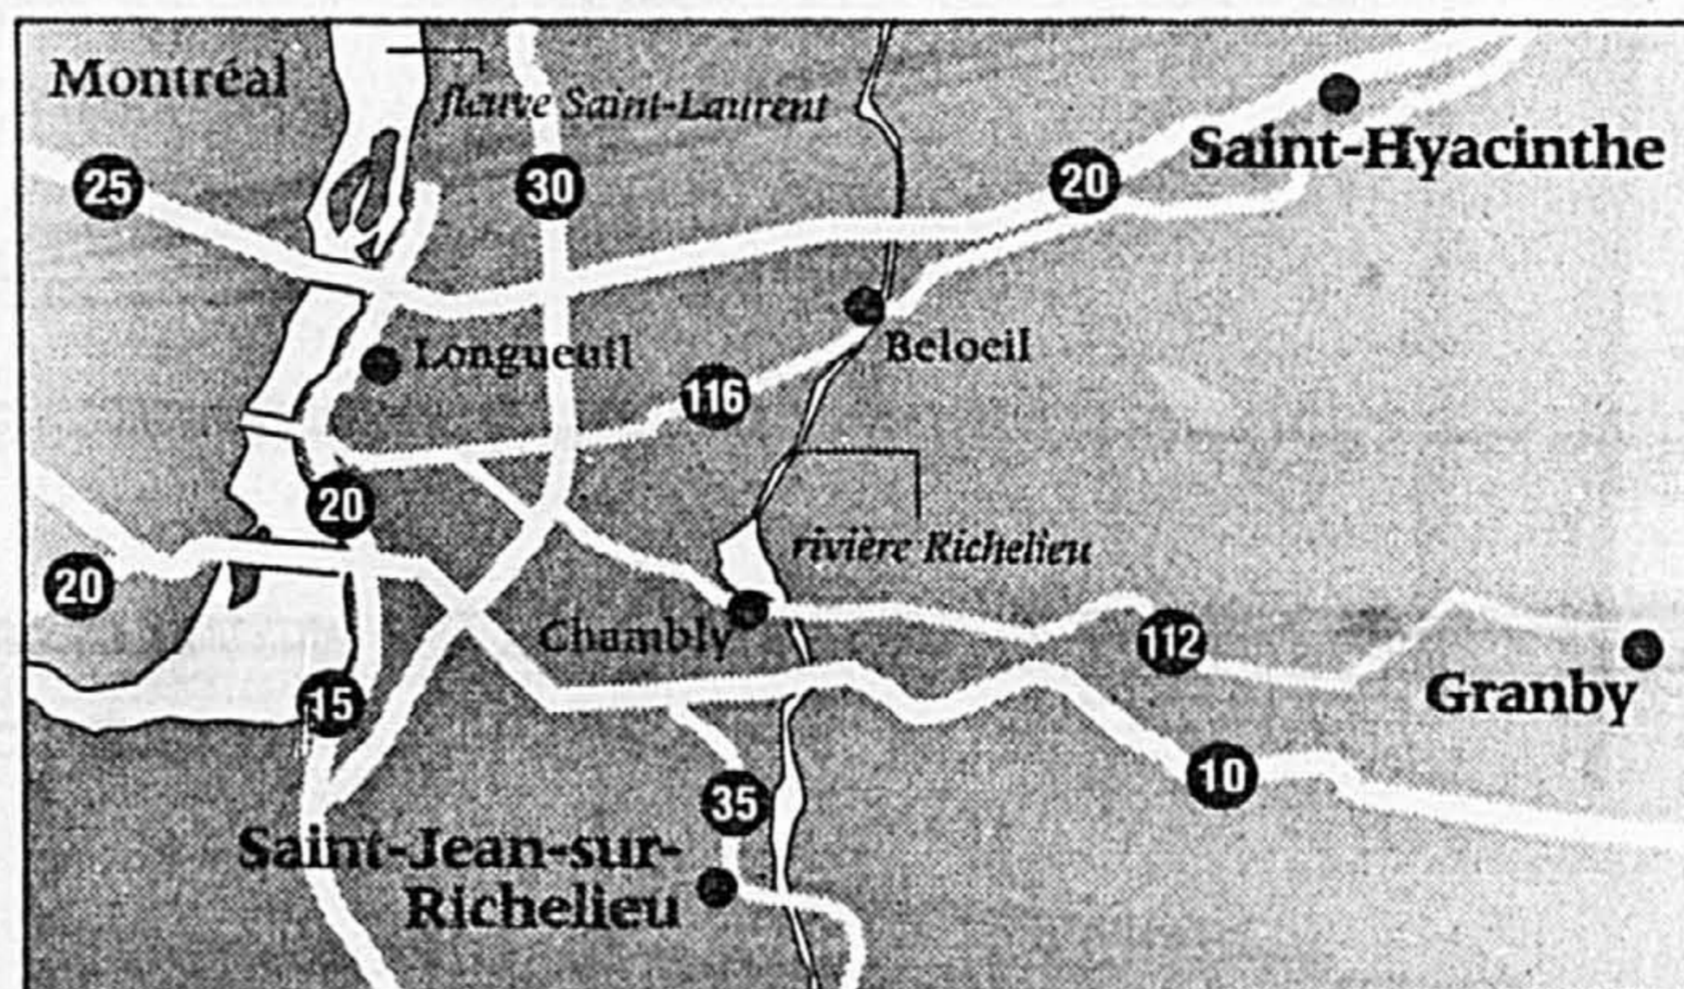 Montréal
fleuve Saint-Laurent
Saint-Hyacinthe
25
30
20
Beloeil
Longueuil
116
20
rivière Richelieu
20
Chambly
112
Granby
15
10
35
Saint-Jean-sur-
Richelieu